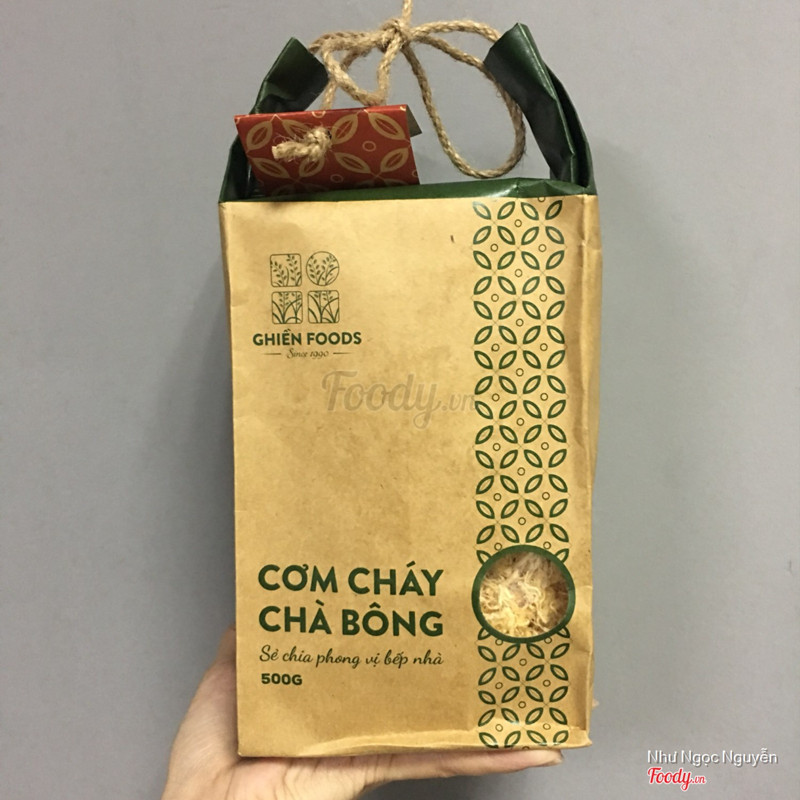 GHIỀN FOODS
Since 1990
Foody.vn
CƠM CHÁY
CHÀ BÔNG
Sẻ chia phong vị bếp nhà
500G
Như Ngọc Nguyễn
Foody.vn